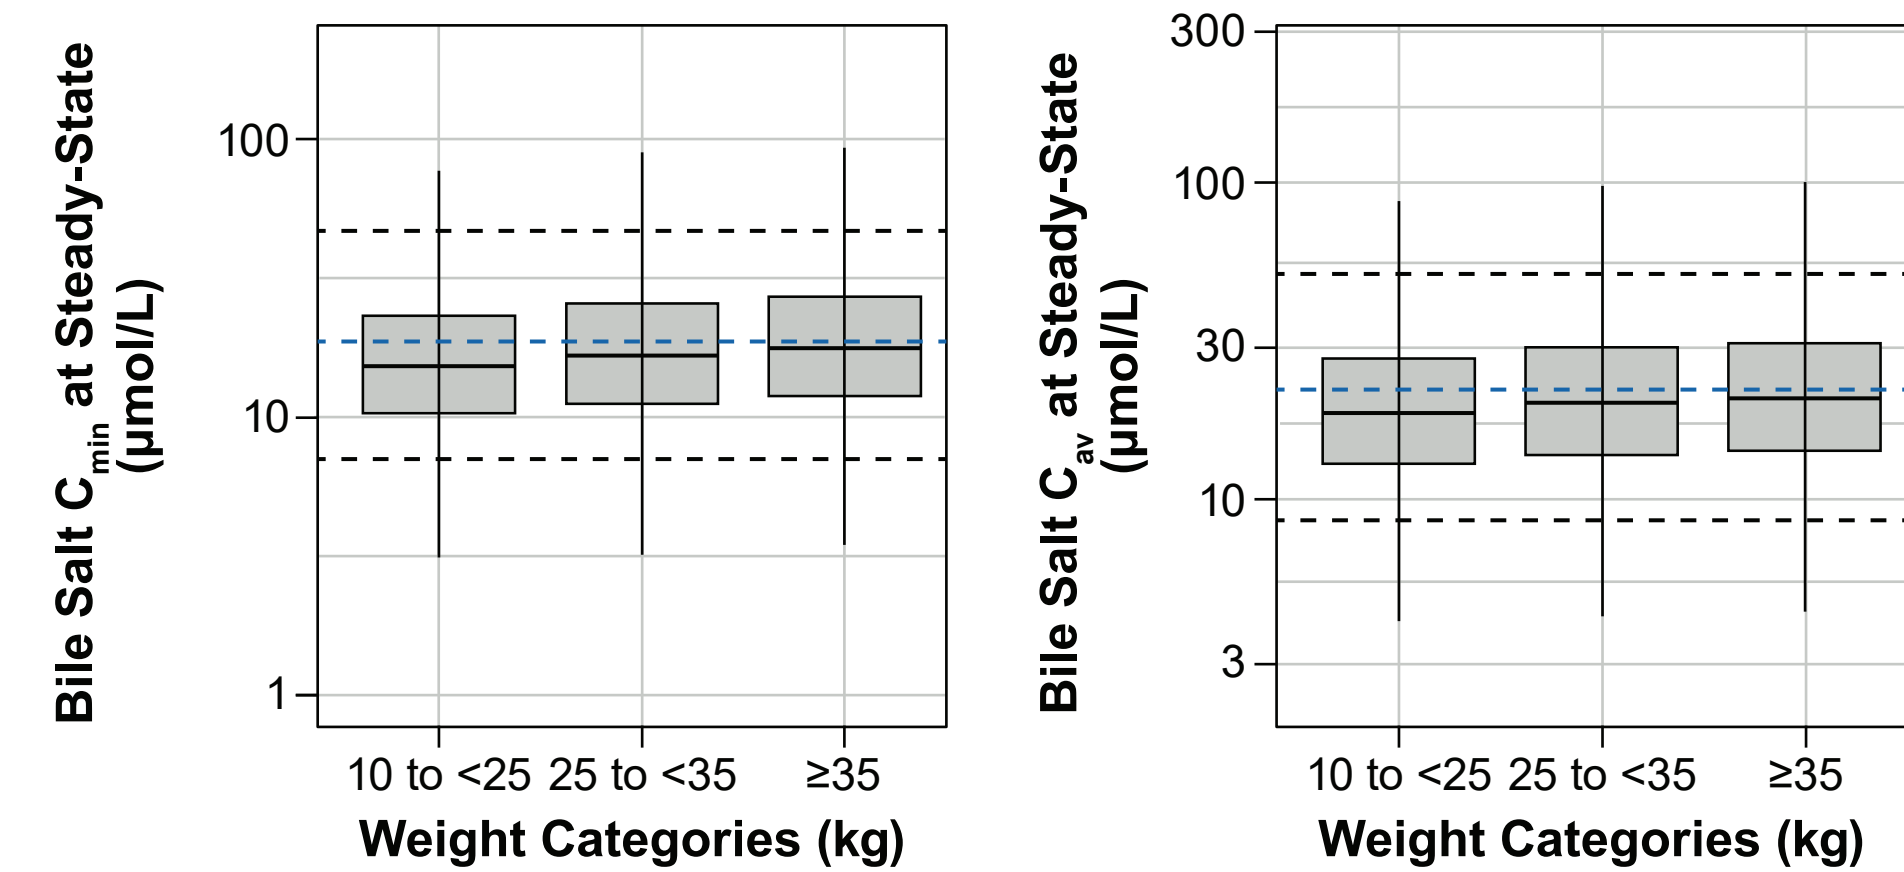 Bile Salt Cmin at Steady-State
(µmol/L)
100
10
1
10 to <25 25 to <35 ≥35
Weight Categories (kg)
Bile Salt Cav at Steady-State
(µmol/L)
300
100
30
10
3
10 to <25 25 to <35 ≥35
Weight Categories (kg)